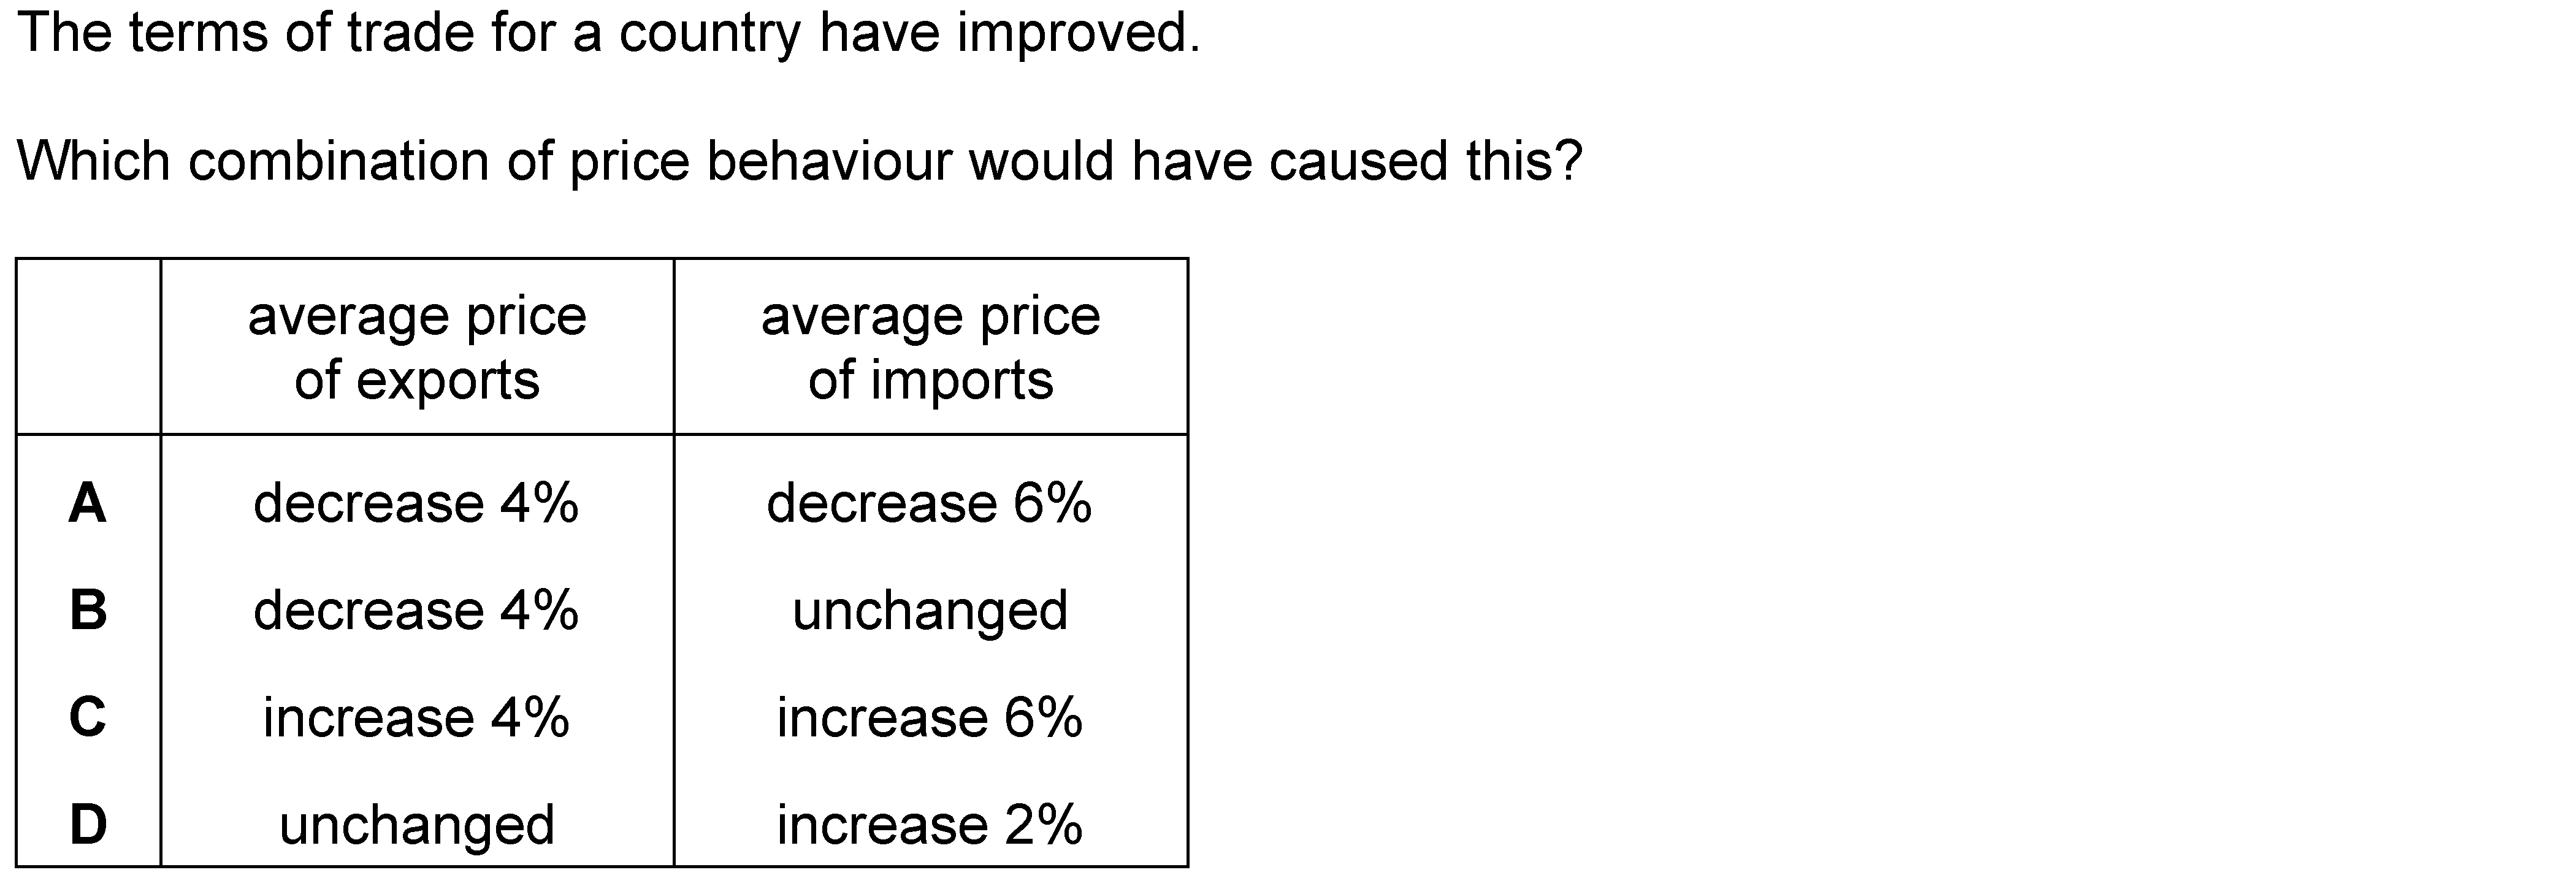 The terms of trade for a country have improved.
Which combination of price behaviour would have caused this?
average price of exports average price of imports
A decrease 4% decrease 6%
B decrease 4% unchanged
C increase 4% increase 6%
D unchanged increase 2%